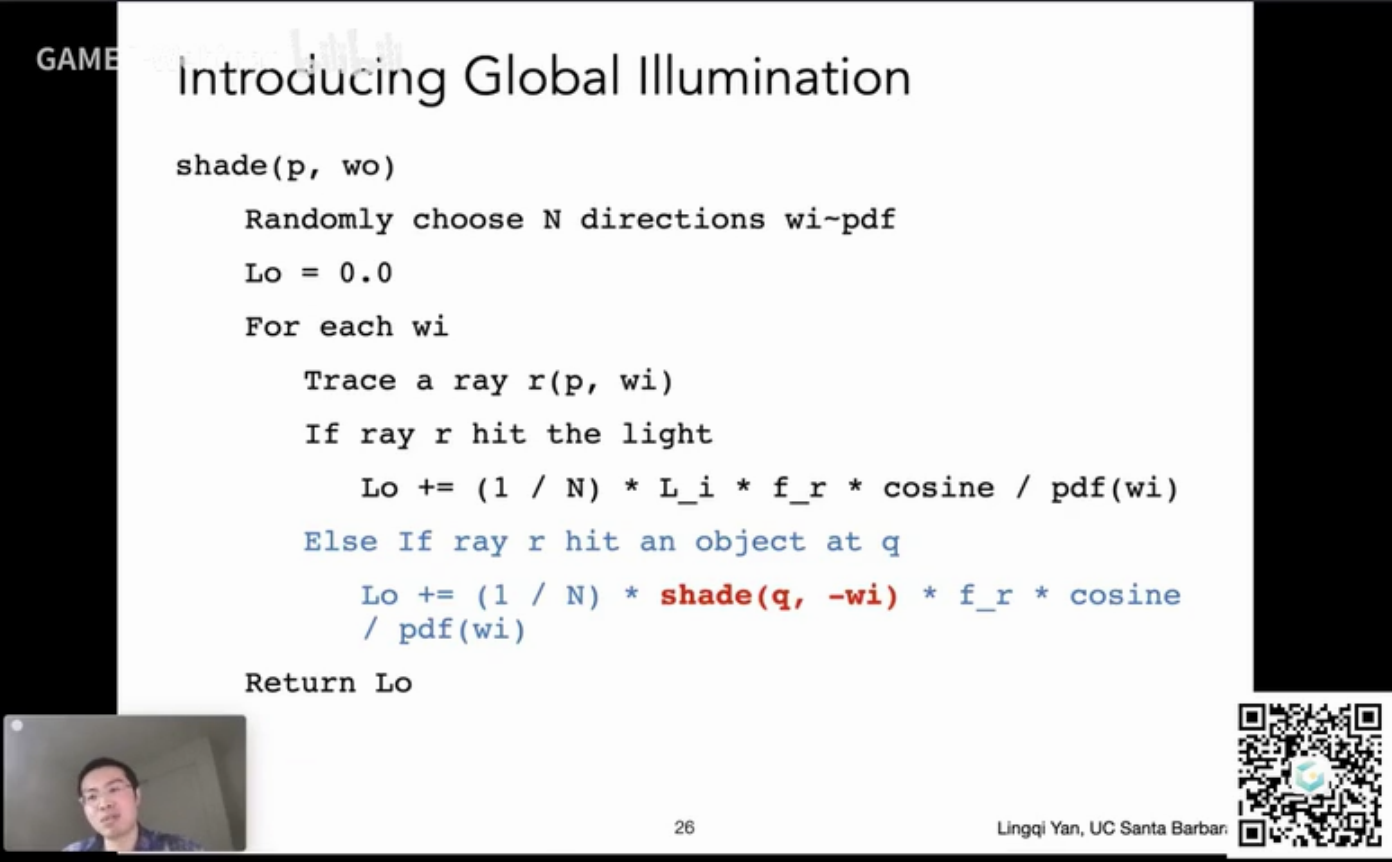 GAME
Introducing Global Illumination
shade(p, wo)
Randomly choose N directions wi~pdf
Lo = 0.0
For each wi
Trace a ray r(p, wi)
If ray r hit the light
Lo += (1 / N) * L_i * f_r * cosine / pdf(wi)
Else If ray r hit an object at q
Lo += (1 / N) * shade(q, -wi) * f_r * cosine
/ pdf(wi)
Return Lo
26
Lingqi Yan, UC Santa Barbar